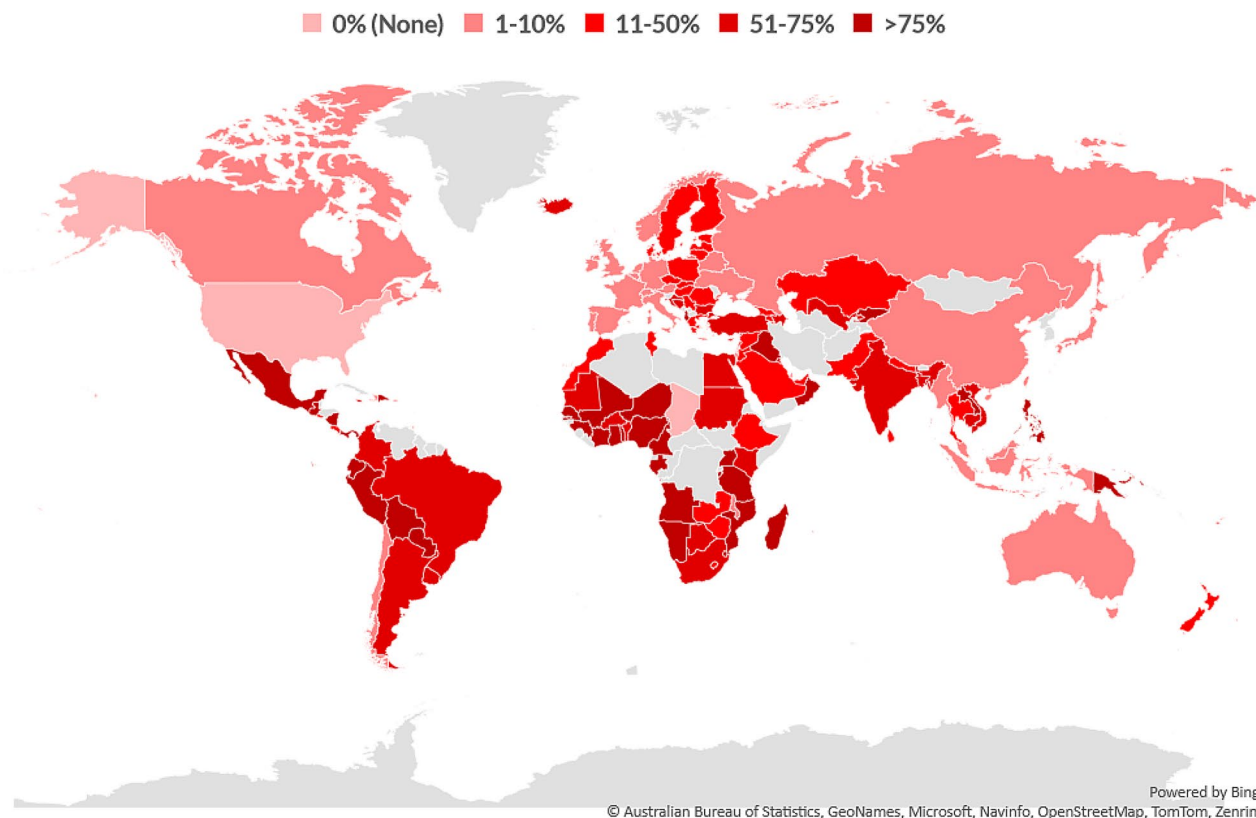 0% (None) 1-10% 11-50% 51-75% >75%
Powered by Bing
© Australian Bureau of Statistics, GeoNames, Microsoft, Navinfo, OpenStreetMap, TomTom, Zenrin